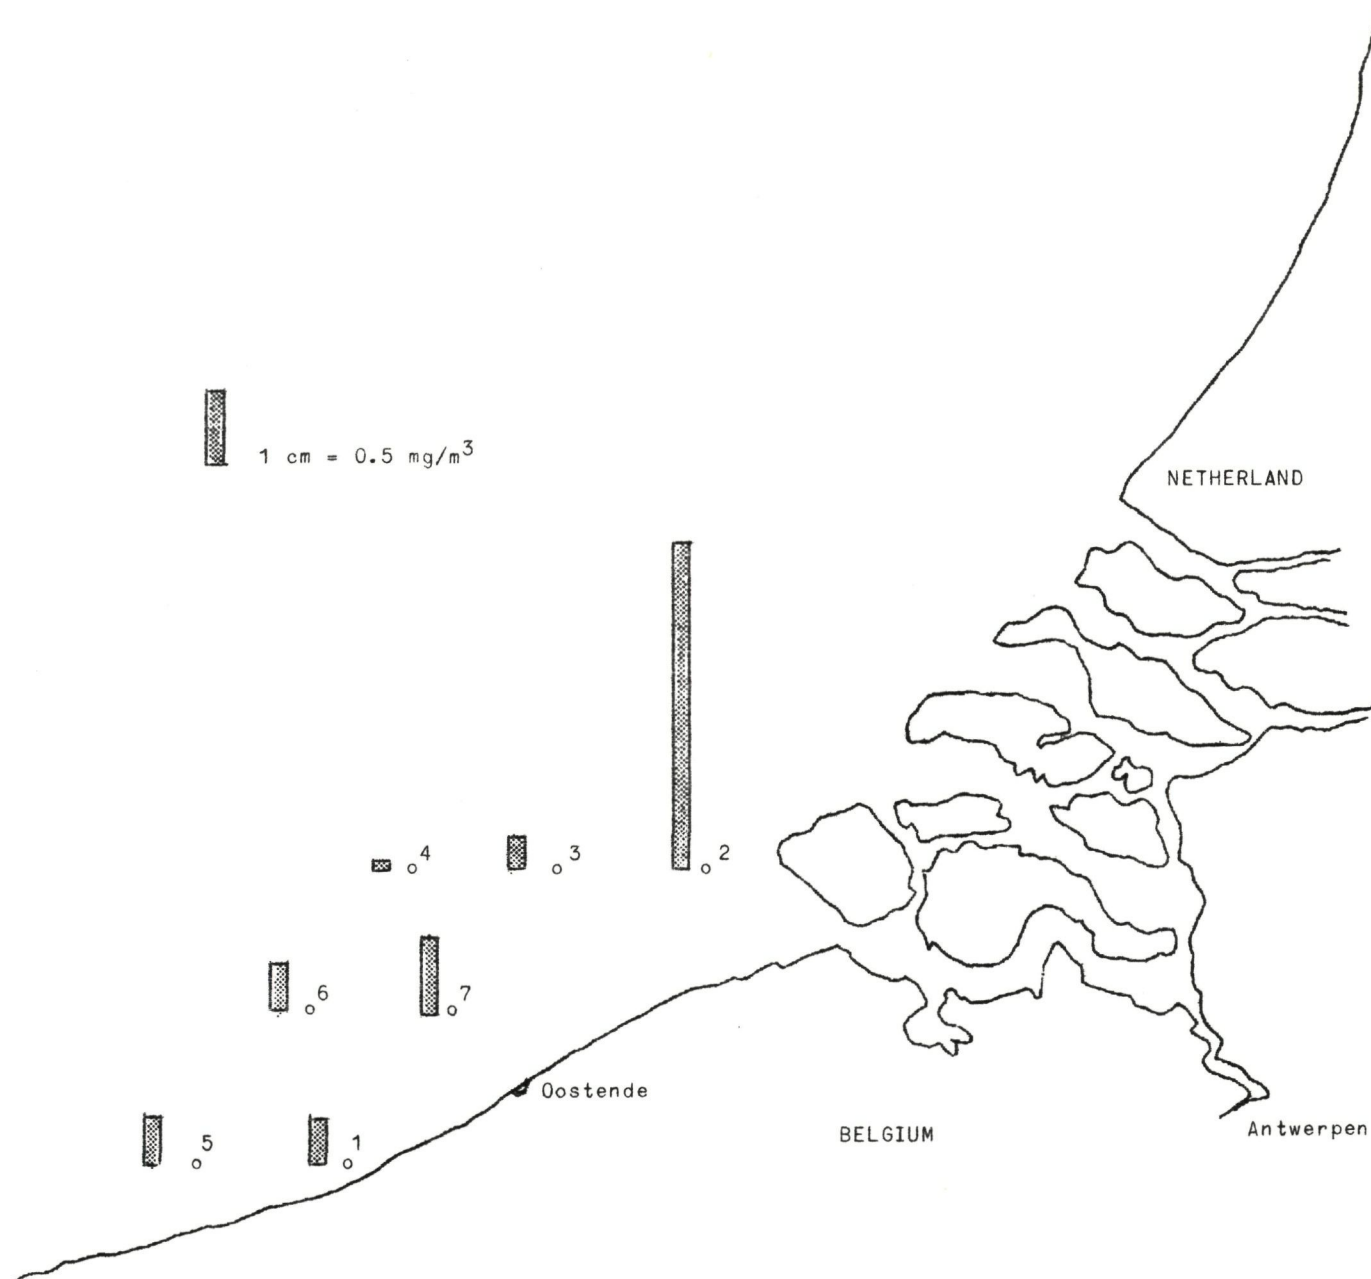 1 cm = 0.5 mg/m³
NETHERLAND
4
3
2
6
7
Oostende
5
1
BELGIUM
Antwerpen